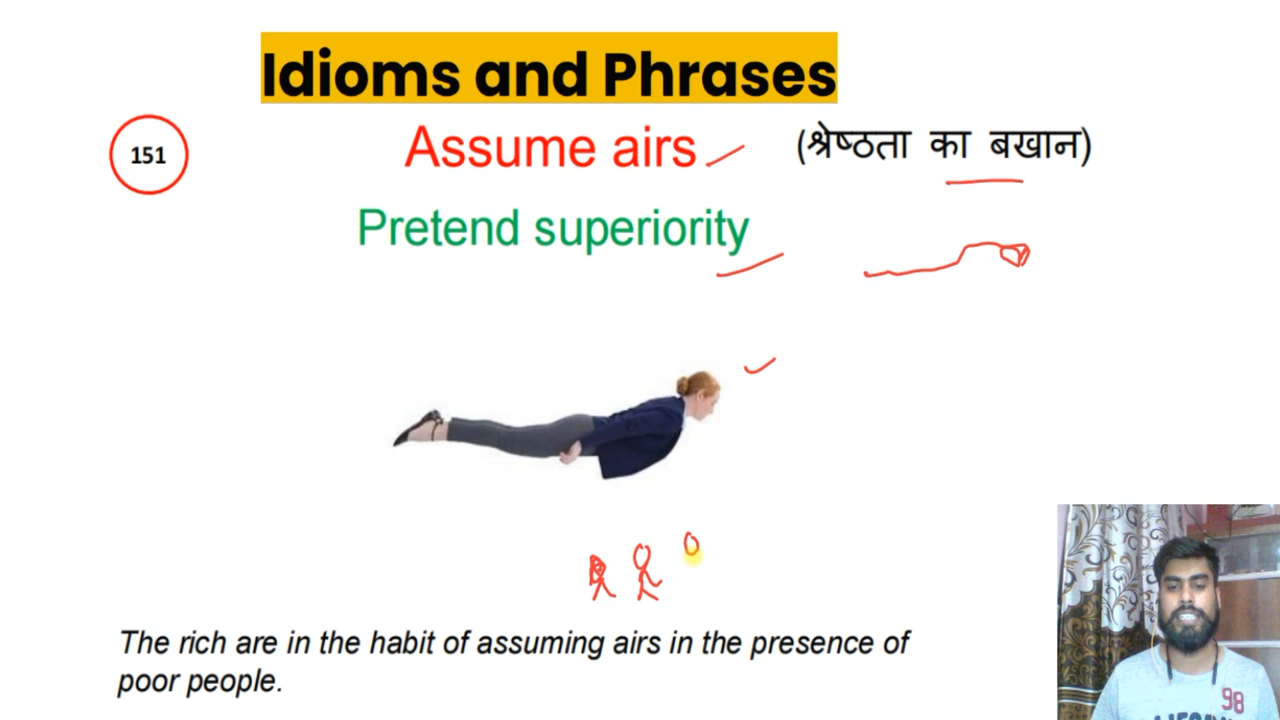 Idioms and Phrases
151
Assume airs
(श्रेष्ठता का बखान)
Pretend superiority
The rich are in the habit of assuming airs in the presence of
poor people.
98